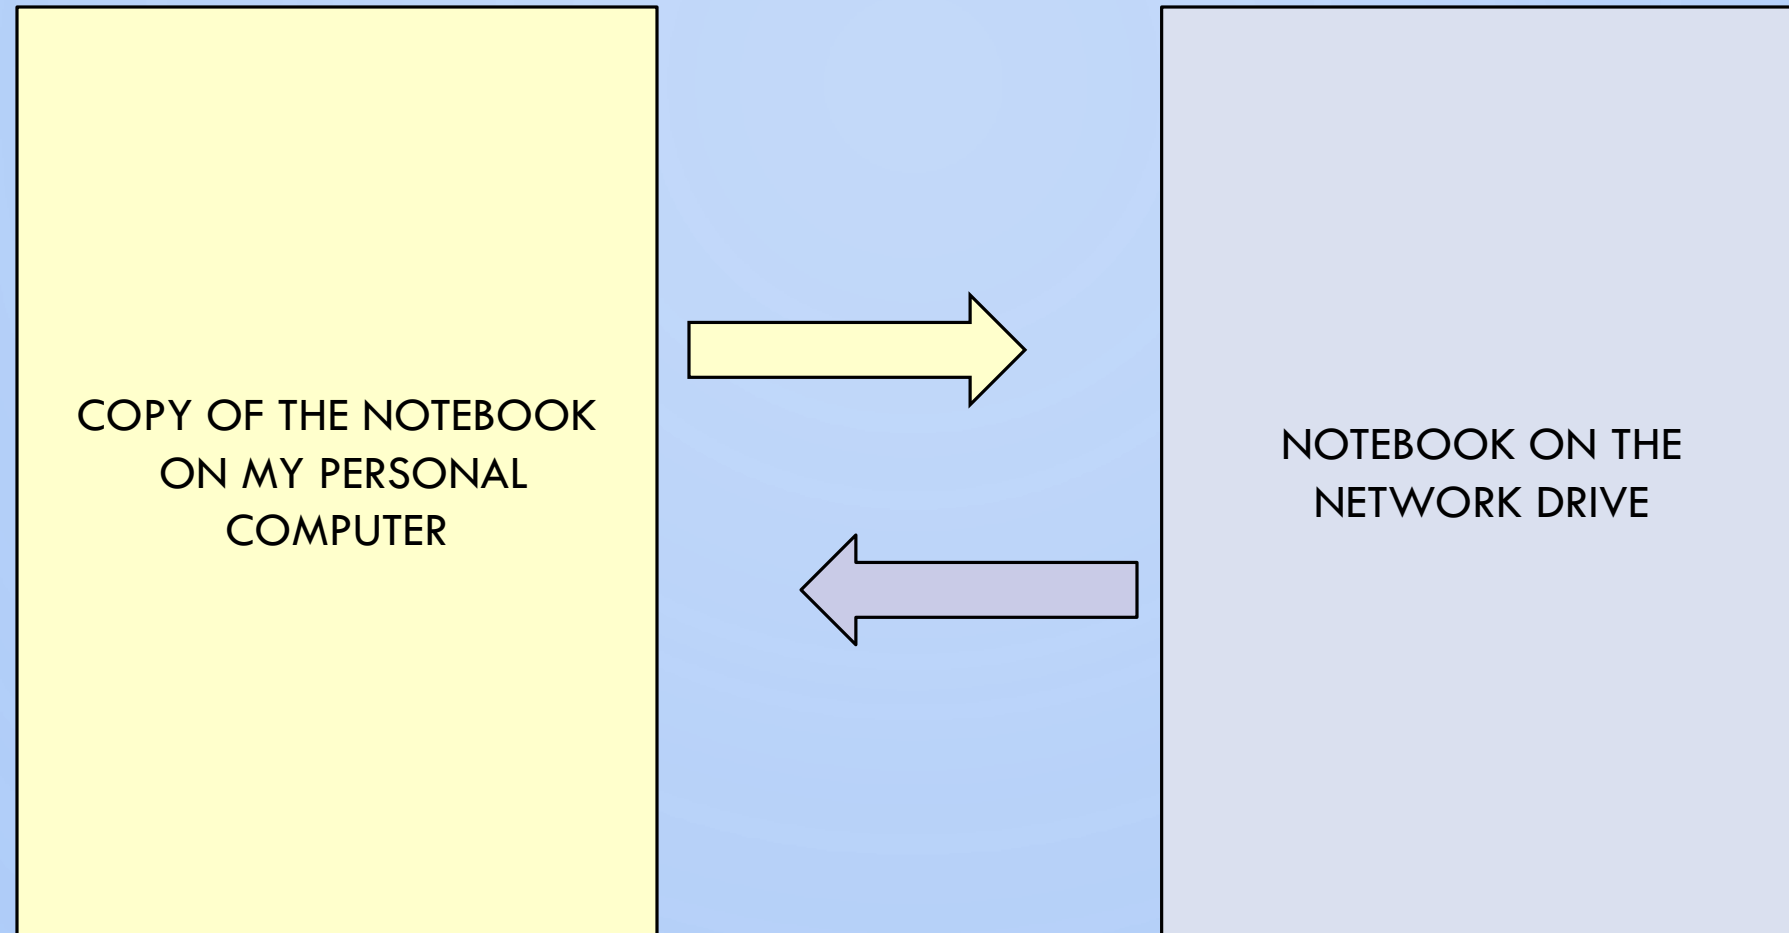 COPY OF THE NOTEBOOK
ON MY PERSONAL
COMPUTER
NOTEBOOK ON THE
NETWORK DRIVE